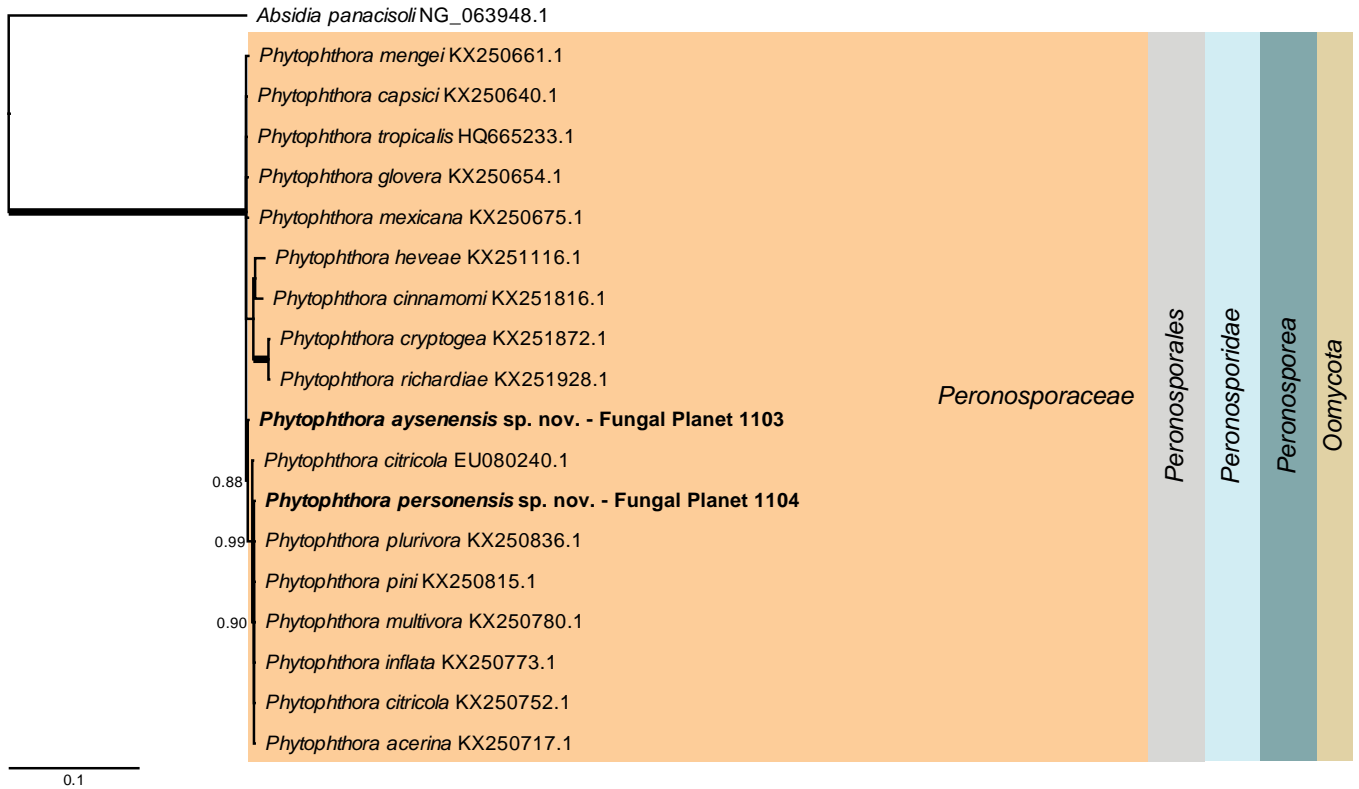 Absidia panacisoli NG_063948.1
Phytophthora mengei KX250661.1
Phytophthora capsici KX250640.1
Phytophthora tropicalis HQ665233.1
Phytophthora glovera KX250654.1
Phytophthora mexicana KX250675.1
Phytophthora heveae KX251116.1
Phytophthora cinnamomi KX251816.1
Phytophthora cryptogea KX251872.1
Phytophthora richardiae KX251928.1
Phytophthora aysenensis sp. nov. - Fungal Planet 1103
Phytophthora citricola EU080240.1
Phytophthora personensis sp. nov. - Fungal Planet 1104
Phytophthora plurivora KX250836.1
Phytophthora pini KX250815.1
Phytophthora multivora KX250780.1
Phytophthora inflata KX250773.1
Phytophthora citricola KX250752.1
Phytophthora acerina KX250717.1
0.88
0.99
0.90
Peronosporaceae
Peronosporales
Peronosporidae
Peronosporea
Oomycota
0.1